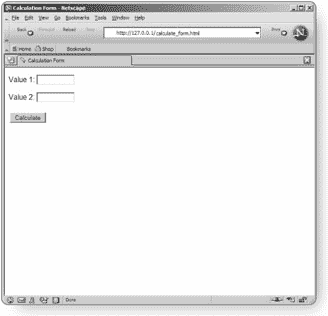 Calculation Form - Netscape
File Edit View Go Bookmarks Tools Window Help
Back Forward Reload Stop http://127.0.0.1/calculate_form.html Print N
Home Shop Bookmarks
Calculation Form
Value 1:
Value 2:
Calculate
Done